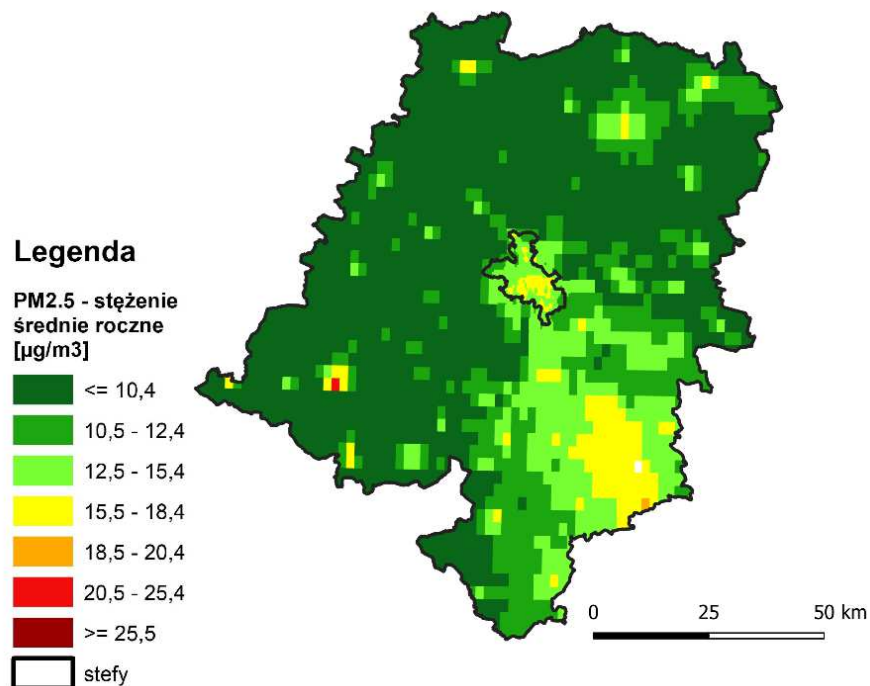 Legenda
PM2.5 - stężenie
średnie roczne
[µg/m3]
<= 10,4
10,5 - 12,4
12,5 - 15,4
15,5 - 18,4
18,5 - 20,4
20,5 - 25,4
>= 25,5
stefy
0 25 50 km